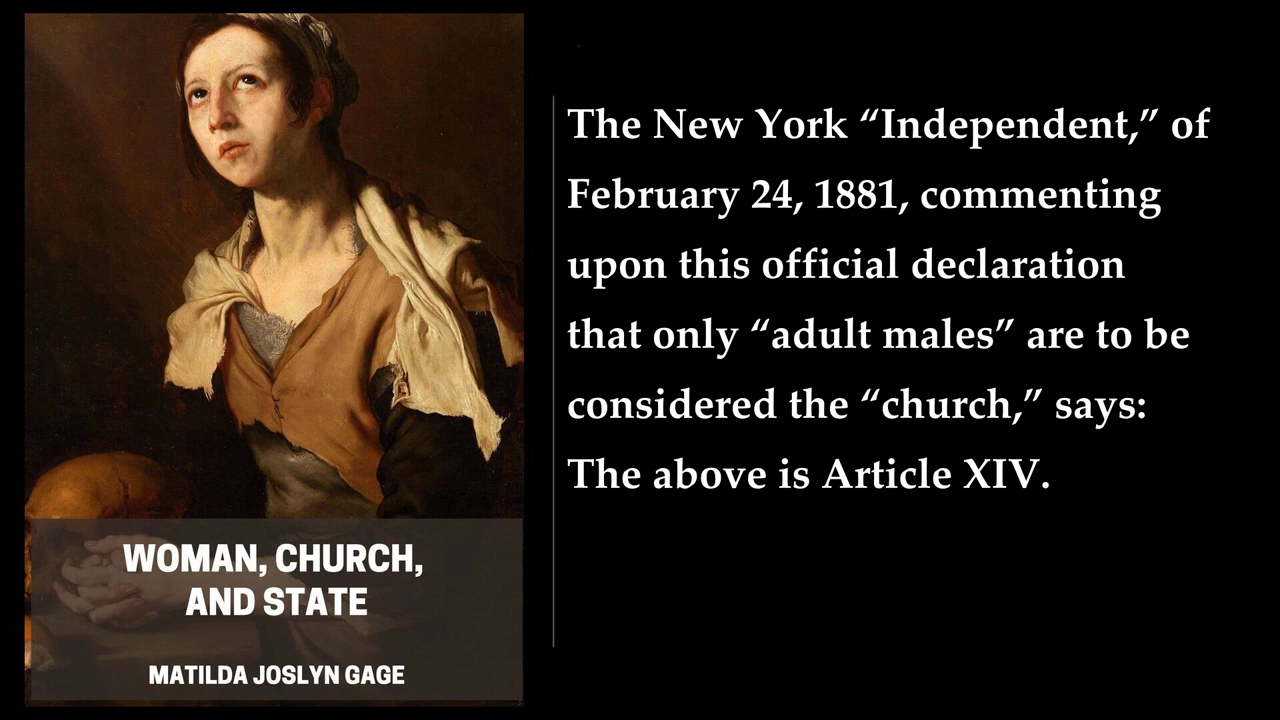 WOMAN, CHURCH,
AND STATE
MATILDA JOSLYN GAGE
The New York “Independent,” of
February 24, 1881, commenting
upon this official declaration
that only “adult males” are to be
considered the “church,” says:
The above is Article XIV.